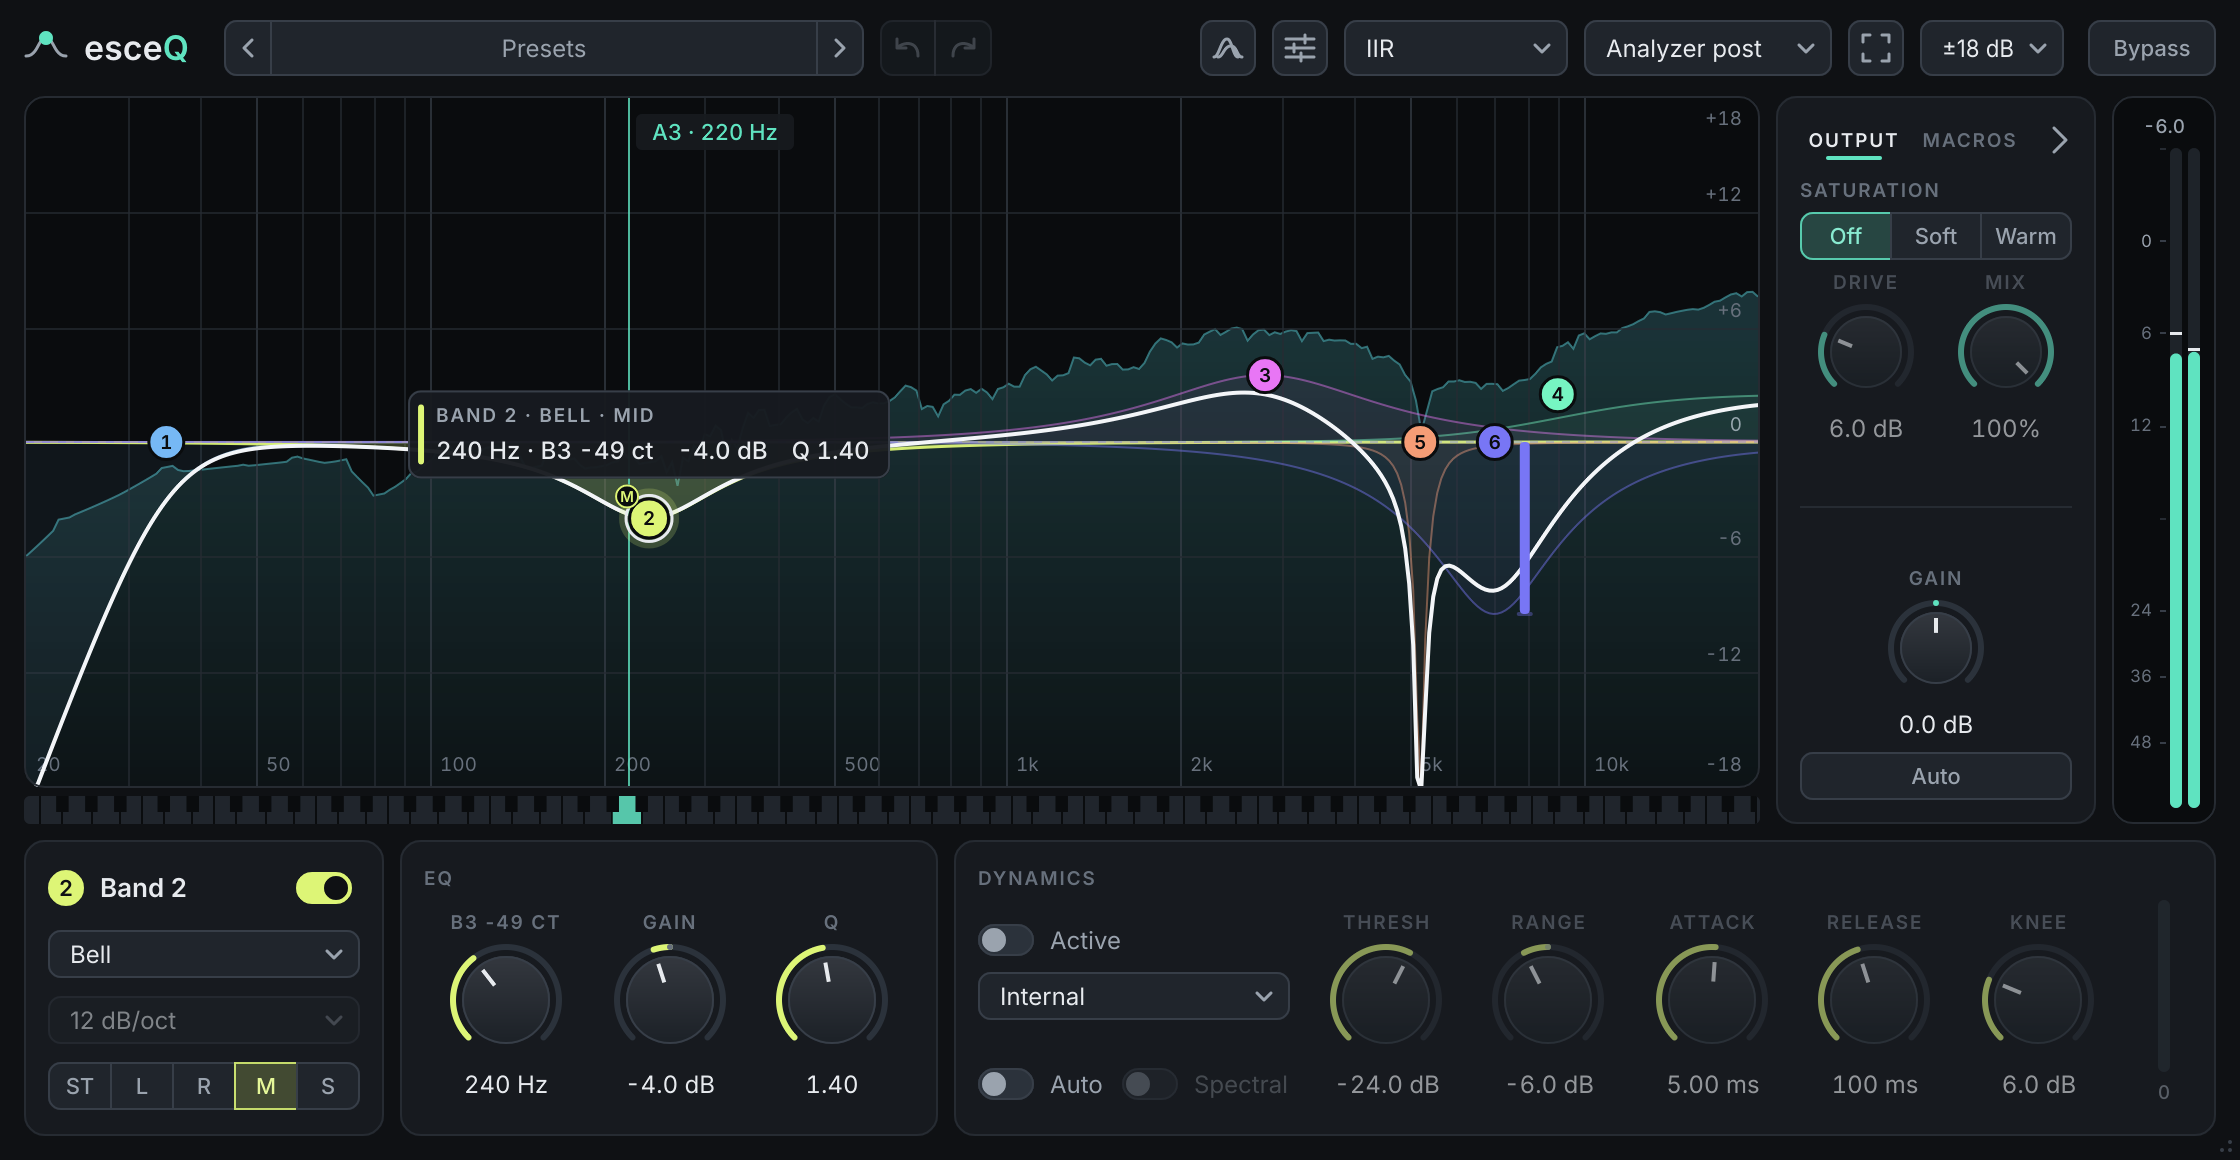 esceQ
Presets
IIR
Analyzer post
±18 dB
Bypass
A3 · 220 Hz
+18
+12
+6
0
-6
-12
-18
1
BAND 2 · BELL · MID
240 Hz · B3 -49 ct -4.0 dB Q 1.40
M
2
3
4
5
6
20
50
100
200
500
1k
2k
5k
10k
OUTPUT MACROS
SATURATION
Off Soft Warm
DRIVE MIX
6.0 dB 100%
GAIN
0.0 dB
Auto
-6.0
0
6
12
24
36
48
2 Band 2
Bell
12 dB/oct
ST L R M S
EQ
B3 -49 CT GAIN Q
240 Hz -4.0 dB 1.40
DYNAMICS
Active
Internal
Auto Spectral
THRESH RANGE ATTACK RELEASE KNEE
-24.0 dB -6.0 dB 5.00 ms 100 ms 6.0 dB
0